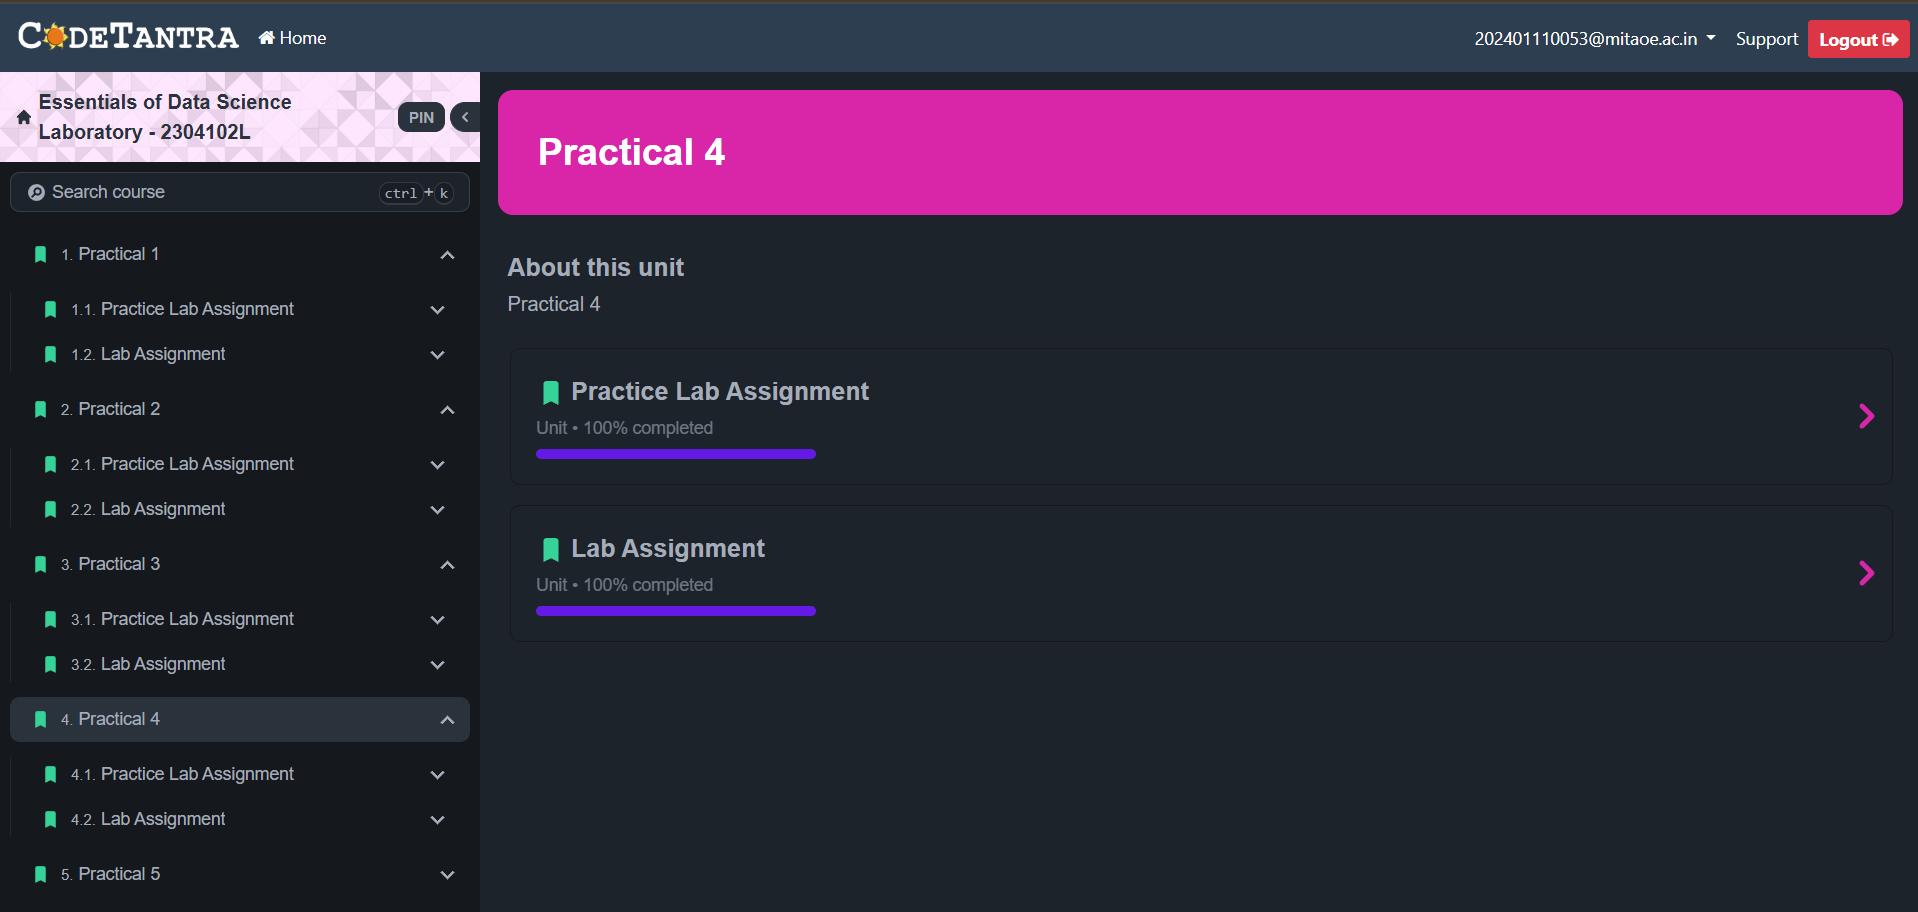 CODETANTRA
Home
202401110053@mitaoe.ac.in
Support
Logout
Essentials of Data Science
Laboratory - 2304102L
PIN
Search course
ctrl + k
1. Practical 1
1.1. Practice Lab Assignment
1.2. Lab Assignment
2. Practical 2
2.1. Practice Lab Assignment
2.2. Lab Assignment
3. Practical 3
3.1. Practice Lab Assignment
3.2. Lab Assignment
4. Practical 4
4.1. Practice Lab Assignment
4.2. Lab Assignment
5. Practical 5
Practical 4
About this unit
Practical 4
Practice Lab Assignment
Unit • 100% completed
Lab Assignment
Unit • 100% completed